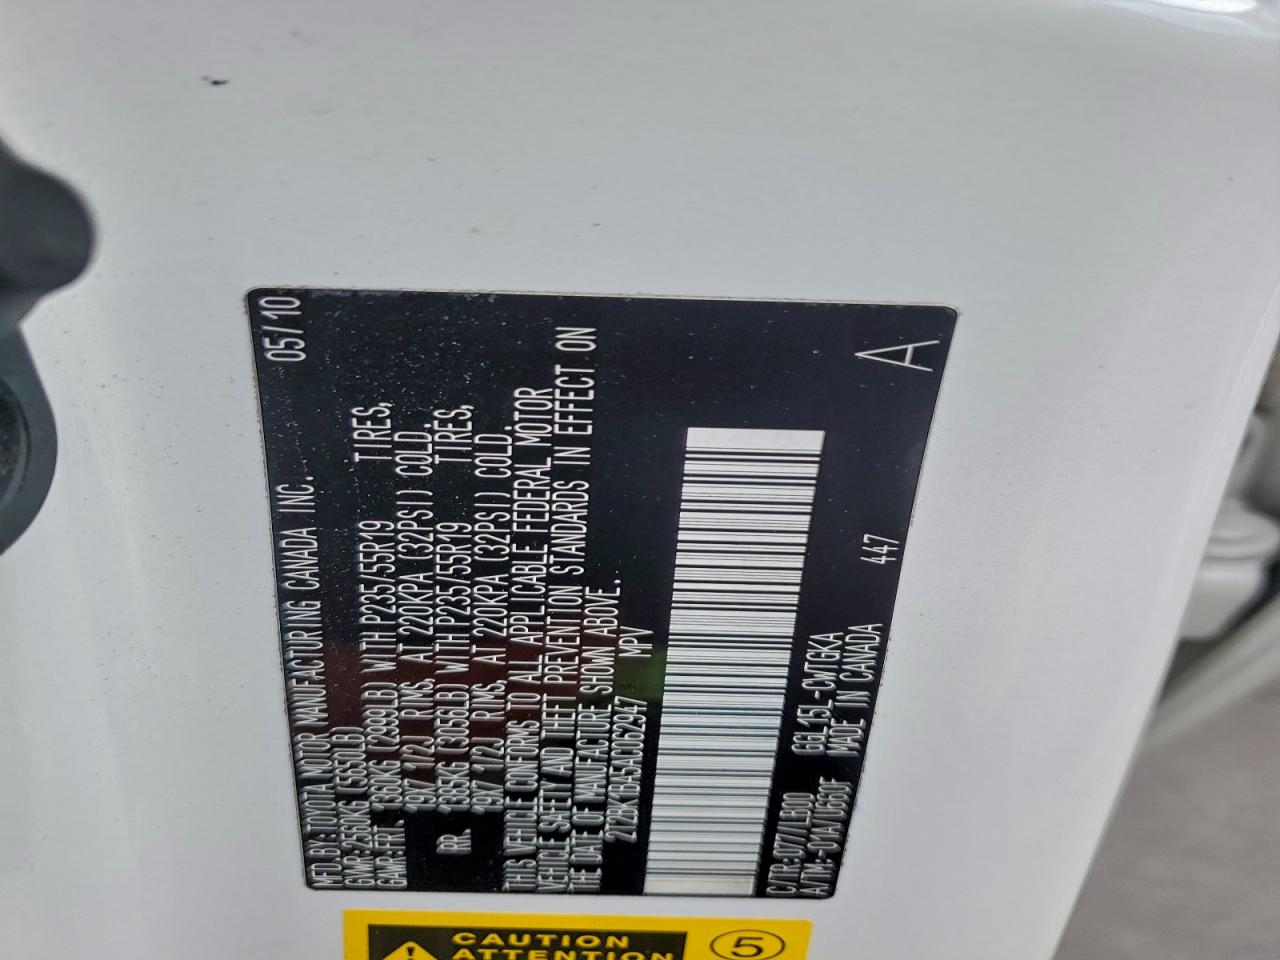 MFD. BY: TOYOTA MOTOR MANUFACTURING CANADA INC. 05/10
GVWR: 2560KG (5650LB)
GAWR: FRT. 1360KG (2998LB) WITH P235/55R19 TIRES,
19X7 1/2J RIMS, AT 220KPA (32PSI) COLD.
RR. 1385KG (3055LB) WITH P235/55R19 TIRES,
19X7 1/2J RIMS, AT 220KPA (32PSI) COLD
THIS VEHICLE CONFORMS TO ALL APPLICABLE FEDERAL MOTOR
VEHICLE SAFETY AND THEFT PREVENTION STANDARDS IN EFFECT ON
THE DATE OF MANUFACTURE SHOWN ABOVE.
2T2BK1BA5AC062947 MPV
C/TR: 077/LB00 GGL15L-CWTGKA
A/TM: -01A/U660F MADE IN CANADA 447 A
CAUTION
ATTENTION
5